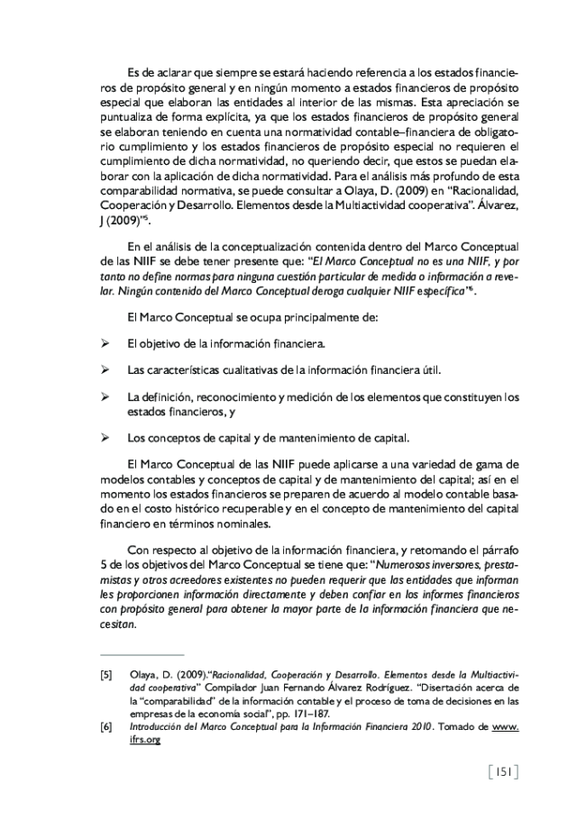 Es de aclarar que siempre se estará haciendo referencia a los estados financie-
ros de propósito general y en ningún momento a estados financieros de propósito
especial que elaboran las entidades al interior de las mismas. Esta apreciación se
puntualiza de forma explícita, ya que los estados financieros de propósito general
se elaboran teniendo en cuenta una normatividad contable–financiera de obligato-
rio cumplimiento y los estados financieros de propósito especial no requieren el
cumplimiento de dicha normatividad, no queriendo decir, que estos se puedan ela-
borar con la aplicación de dicha normatividad. Para el análisis más profundo de esta
comparabilidad normativa, se puede consultar a Olaya, D. (2009) en “Racionalidad,
Cooperación y Desarrollo. Elementos desde la Multiactividad cooperativa”. Álvarez,
J (2009)”5.
En el análisis de la conceptualización contenida dentro del Marco Conceptual
de las NIIF se debe tener presente que: “El Marco Conceptual no es una NIIF, y por
tanto no define normas para ninguna cuestión particular de medida o información a reve-
lar. Ningún contenido del Marco Conceptual deroga cualquier NIIF específica”6.
El Marco Conceptual se ocupa principalmente de:
➢ El objetivo de la información financiera.
➢ Las características cualitativas de la información financiera útil.
➢ La definición, reconocimiento y medición de los elementos que constituyen los
estados financieros, y
➢ Los conceptos de capital y de mantenimiento de capital.
El Marco Conceptual de las NIIF puede aplicarse a una variedad de gama de
modelos contables y conceptos de capital y de mantenimiento del capital; así en el
momento los estados financieros se preparen de acuerdo al modelo contable basa-
do en el costo histórico recuperable y en el concepto de mantenimiento del capital
financiero en términos nominales.
Con respecto al objetivo de la información financiera, y retomando el párrafo
5 de los objetivos del Marco Conceptual se tiene que: “Numerosos inversores, presta-
mistas y otros acreedores existentes no pueden requerir que las entidades que informan
les proporcionen información directamente y deben confiar en los informes financieros
con propósito general para obtener la mayor parte de la información financiera que ne-
cesitan.
[5] Olaya, D. (2009).“Racionalidad, Cooperación y Desarrollo. Elementos desde la Multiactivi-
dad cooperativa” Compilador Juan Fernando Álvarez Rodríguez. “Disertación acerca de
la “comparabilidad” de la información contable y el proceso de toma de decisiones en las
empresas de la economía social”, pp. 171–187.
[6] Introducción del Marco Conceptual para la Información Financiera 2010. Tomado de www.
ifrs.org
[151]